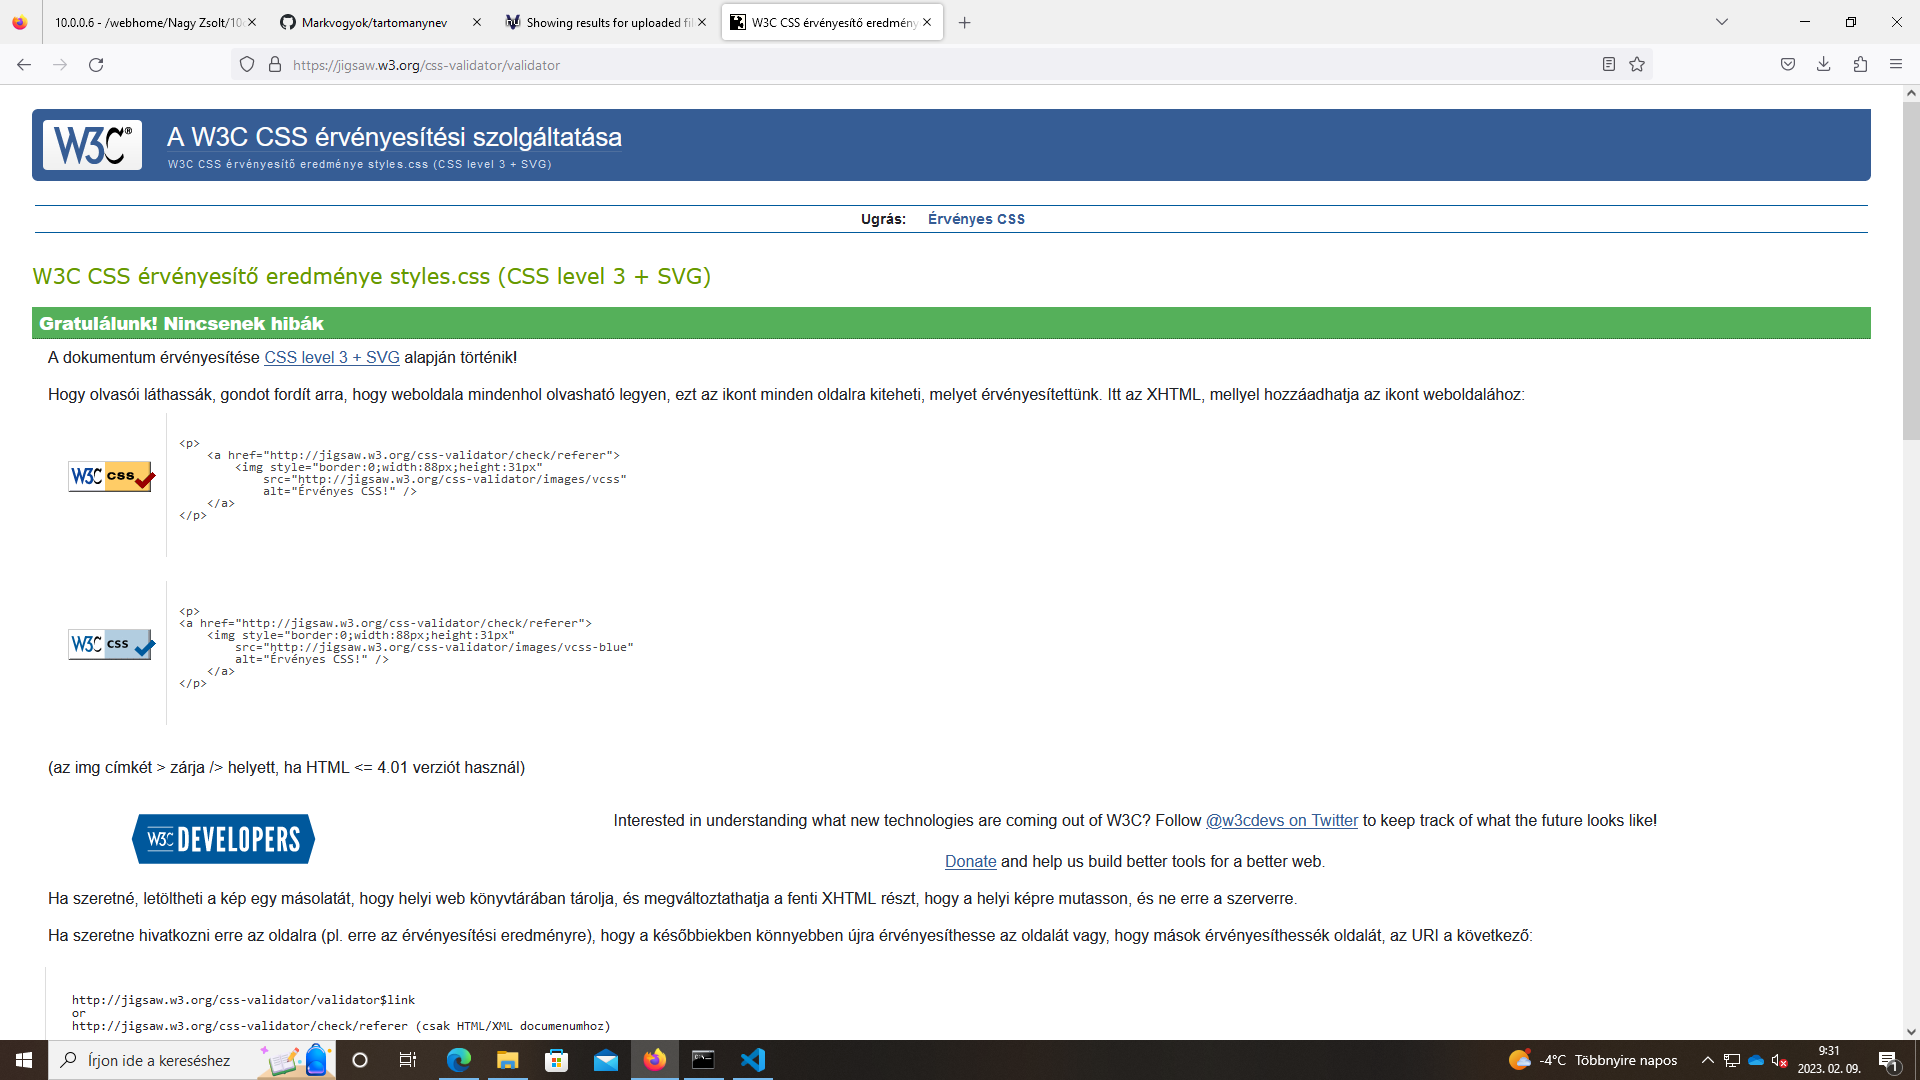 10.0.0.6 - /webhome/Nagy Zsolt/10
Markvogyok/tartomanynev
Showing results for uploaded fi
W3C CSS érvényesítő eredmény
https://jigsaw.w3.org/css-validator/validator
W3C®
A W3C CSS érvényesítési szolgáltatása
W3C CSS érvényesítő eredménye styles.css (CSS level 3 + SVG)
Ugrás: Érvényes CSS
W3C CSS érvényesítő eredménye styles.css (CSS level 3 + SVG)
Gratulálunk! Nincsenek hibák
A dokumentum érvényesítése CSS level 3 + SVG alapján történik!
Hogy olvasói láthassák, gondot fordít arra, hogy weboldala mindenhol olvasható legyen, ezt az ikont minden oldalra kiteheti, melyet érvényesítettünk. Itt az XHTML, mellyel hozzáadhatja az ikont weboldalához:
W3C css
<p>
<a href="http://jigsaw.w3.org/css-validator/check/referer">
<img style="border:0;width:88px;height:31px"
src="http://jigsaw.w3.org/css-validator/images/vcss"
alt="Érvényes CSS!" />
</a>
</p>
W3C css
<p>
<a href="http://jigsaw.w3.org/css-validator/check/referer">
<img style="border:0;width:88px;height:31px"
src="http://jigsaw.w3.org/css-validator/images/vcss-blue"
alt="Érvényes CSS!" />
</a>
</p>
(az img címkét > zárja /> helyett, ha HTML <= 4.01 verziót használ)
W3C DEVELOPERS
Interested in understanding what new technologies are coming out of W3C? Follow @w3cdevs on Twitter to keep track of what the future looks like!
Donate and help us build better tools for a better web.
Ha szeretné, letöltheti a kép egy másolatát, hogy helyi web könyvtárában tárolja, és megváltoztathatja a fenti XHTML részt, hogy a helyi képre mutasson, és ne erre a szerverre.
Ha szeretne hivatkozni erre az oldalra (pl. erre az érvényesítési eredményre), hogy a későbbiekben könnyebben újra érvényesíthesse az oldalát vagy, hogy mások érvényesíthessék oldalát, az URI a következő:
http://jigsaw.w3.org/css-validator/validator$link
or
http://jigsaw.w3.org/css-validator/check/referer (csak HTML/XML documenumhoz)
Írjon ide a kereséshez
-4°C Többnyire napos
9:31
2023. 02. 09.
1